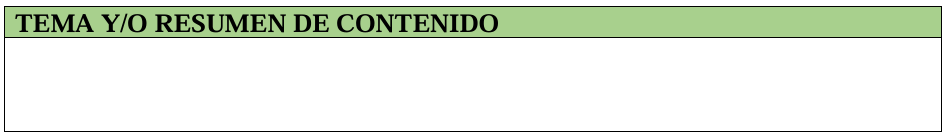 TEMA Y/O RESUMEN DE CONTENIDO